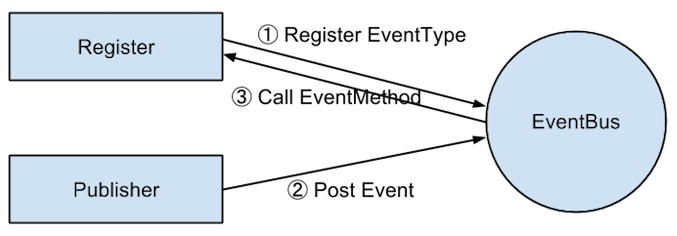 Register
① Register EventType
③ Call EventMethod
EventBus
Publisher
② Post Event